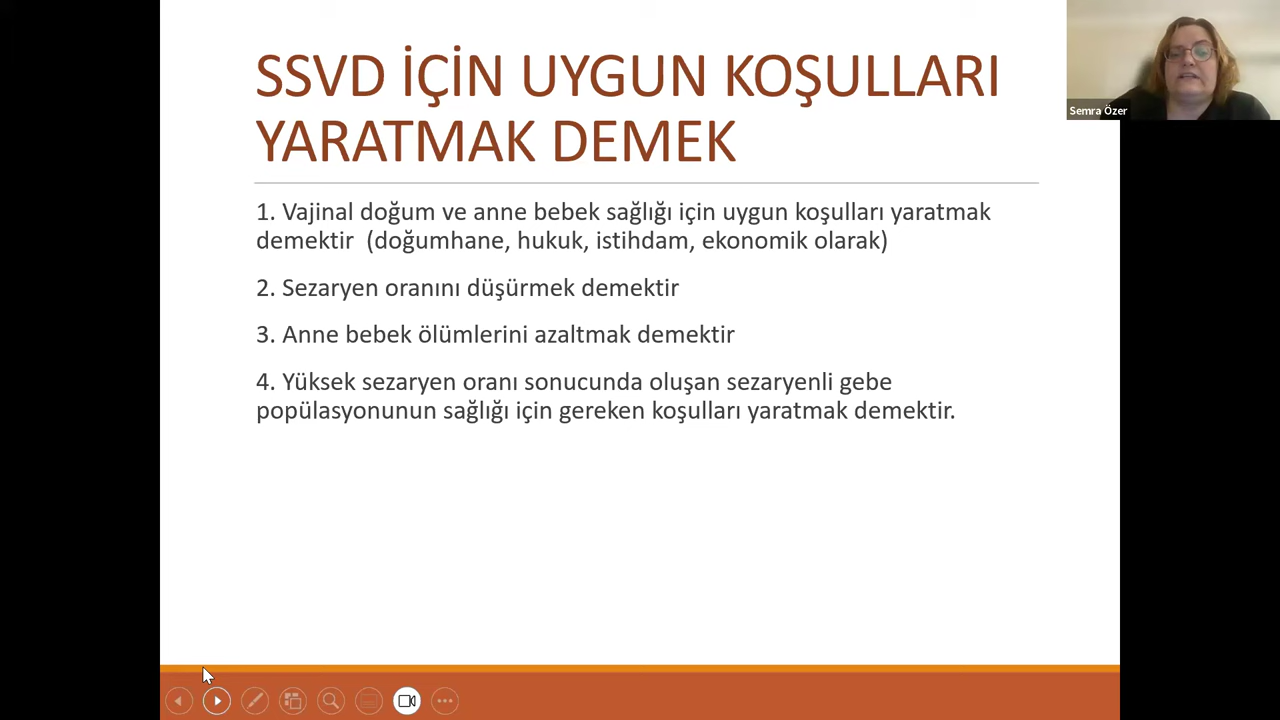 SSVD İÇİN UYGUN KOŞULLARI
YARATMAK DEMEK
1. Vajinal doğum ve anne bebek sağlığı için uygun koşulları yaratmak
demektir (doğumhane, hukuk, istihdam, ekonomik olarak)
2. Sezaryen oranını düşürmek demektir
3. Anne bebek ölümlerini azaltmak demektir
4. Yüksek sezaryen oranı sonucunda oluşan sezaryenli gebe
popülasyonunun sağlığı için gereken koşulları yaratmak demektir.
Semra Özer